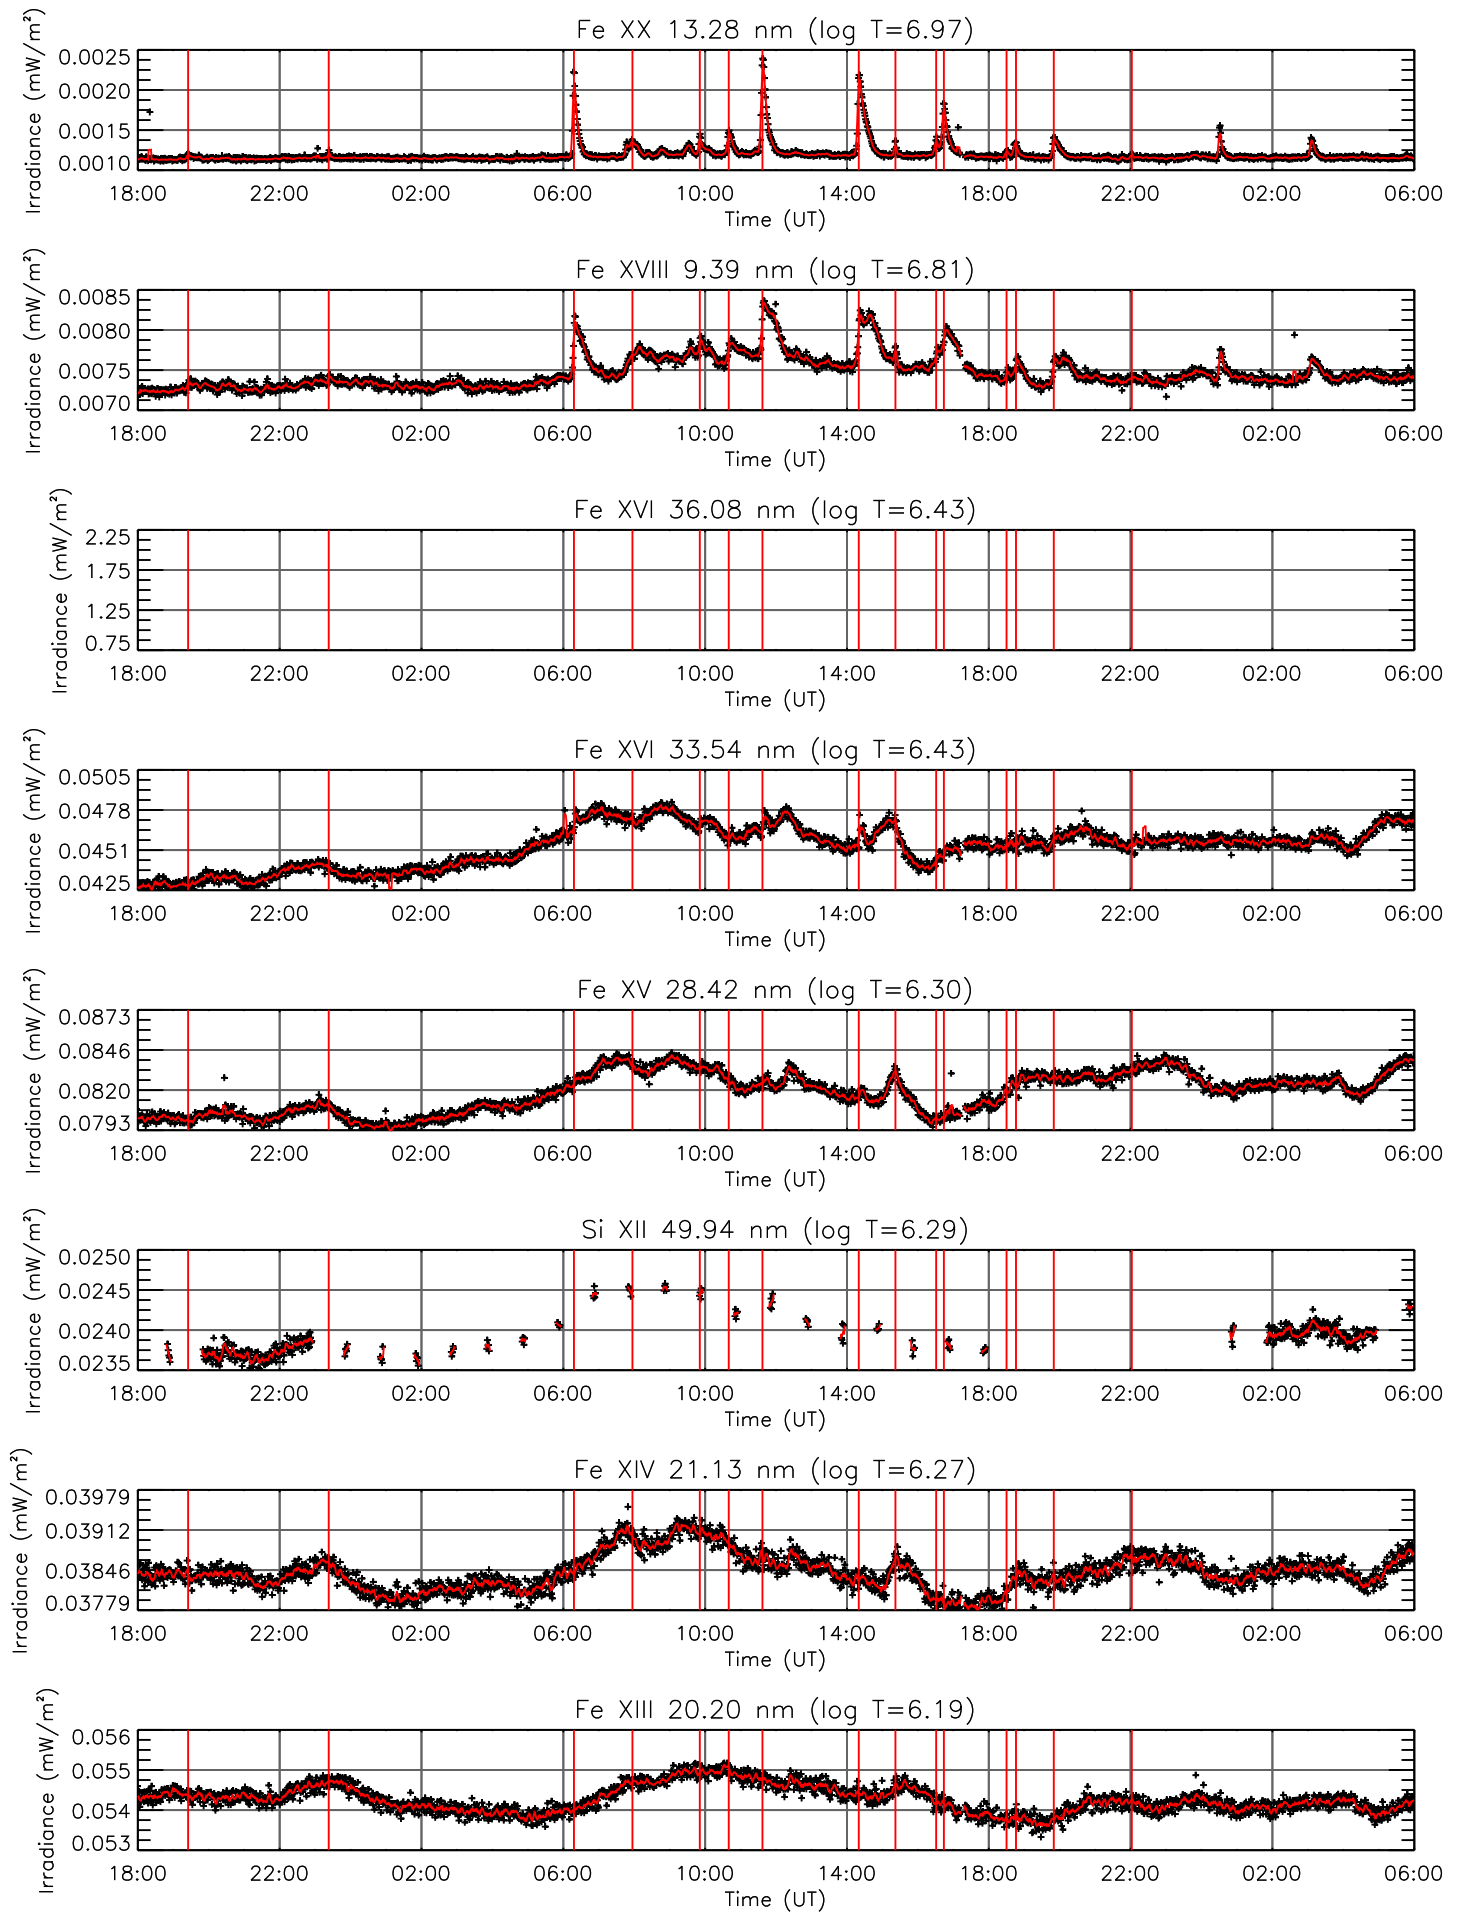 Fe XX 13.28 nm (log T=6.97)
Irradiance (mW/m²)
0.0025
0.0020
0.0015
0.0010
18:00 22:00 02:00 06:00 10:00 14:00 18:00 22:00 02:00 06:00
Time (UT)
Fe XVIII 9.39 nm (log T=6.81)
Irradiance (mW/m²)
0.0085
0.0080
0.0075
0.0070
18:00 22:00 02:00 06:00 10:00 14:00 18:00 22:00 02:00 06:00
Time (UT)
Fe XVI 36.08 nm (log T=6.43)
Irradiance (mW/m²)
2.25
1.75
1.25
0.75
18:00 22:00 02:00 06:00 10:00 14:00 18:00 22:00 02:00 06:00
Time (UT)
Fe XVI 33.54 nm (log T=6.43)
Irradiance (mW/m²)
0.0505
0.0478
0.0451
0.0425
18:00 22:00 02:00 06:00 10:00 14:00 18:00 22:00 02:00 06:00
Time (UT)
Fe XV 28.42 nm (log T=6.30)
Irradiance (mW/m²)
0.0873
0.0846
0.0820
0.0793
18:00 22:00 02:00 06:00 10:00 14:00 18:00 22:00 02:00 06:00
Time (UT)
Si XII 49.94 nm (log T=6.29)
Irradiance (mW/m²)
0.0250
0.0245
0.0240
0.0235
18:00 22:00 02:00 06:00 10:00 14:00 18:00 22:00 02:00 06:00
Time (UT)
Fe XIV 21.13 nm (log T=6.27)
Irradiance (mW/m²)
0.03979
0.03912
0.03846
0.03779
18:00 22:00 02:00 06:00 10:00 14:00 18:00 22:00 02:00 06:00
Time (UT)
Fe XIII 20.20 nm (log T=6.19)
Irradiance (mW/m²)
0.056
0.055
0.054
0.053
18:00 22:00 02:00 06:00 10:00 14:00 18:00 22:00 02:00 06:00
Time (UT)